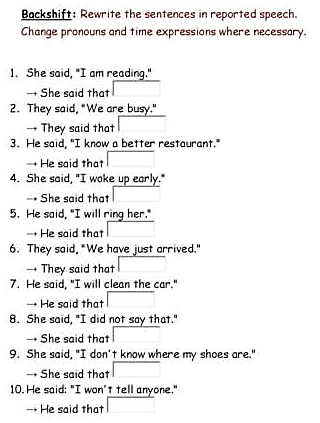 Backshift: Rewrite the sentences in reported speech.
Change pronouns and time expressions where necessary.
1. She said, "I am reading."
→ She said that
2. They said, "We are busy."
→ They said that
3. He said, "I know a better restaurant."
→ He said that
4. She said, "I woke up early."
→ She said that
5. He said, "I will ring her."
→ He said that
6. They said, "We have just arrived."
→ They said that
7. He said, "I will clean the car."
→ He said that
8. She said, "I did not say that."
→ She said that
9. She said, "I don't know where my shoes are."
→ She said that
10. He said: "I won't tell anyone."
→ He said that